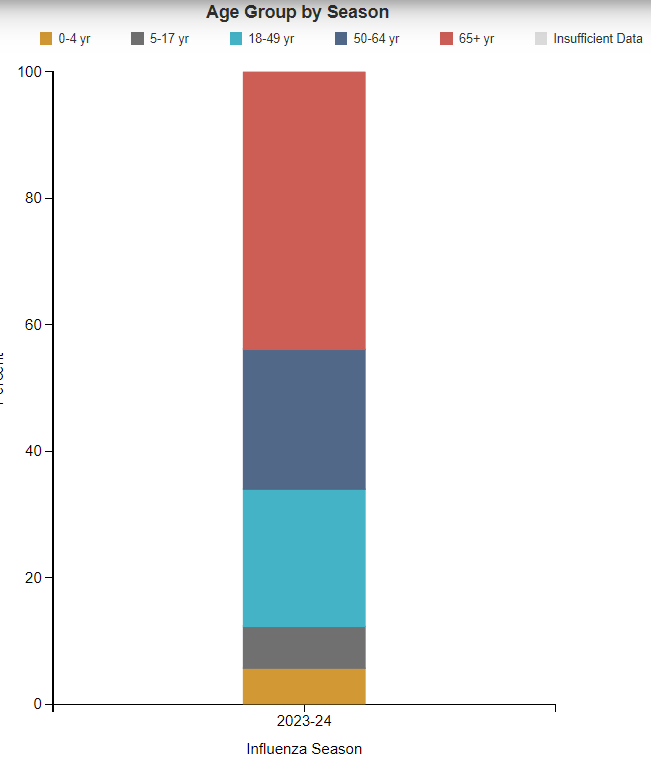 Age Group by Season
0-4 yr 5-17 yr 18-49 yr 50-64 yr 65+ yr Insufficient Data
100
80
60
40
20
0
2023-24
Influenza Season